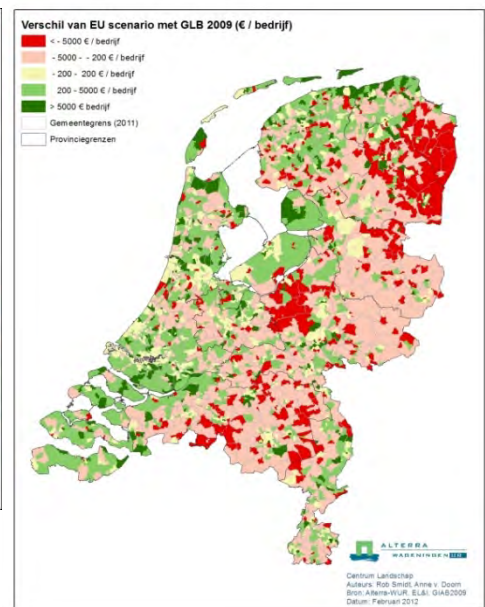 Verschil van EU scenario met GLB 2009 (€ / bedrijf)
< - 5000 € / bedrijf
- 5000 - - 200 € / bedrijf
- 200 - 200 € / bedrijf
200 - 5000 € / bedrijf
> 5000 € bedrijf
Gemeentegrens (2011)
Provinciegrenzen
ALTERRA
WAGENINGEN UR
Centrum Landschap
Auteurs: Rob Smidt, Anne v. Doorn
Bron: Alterra-WUR, EL&I, GIAB2009
Datum: Februari 2012